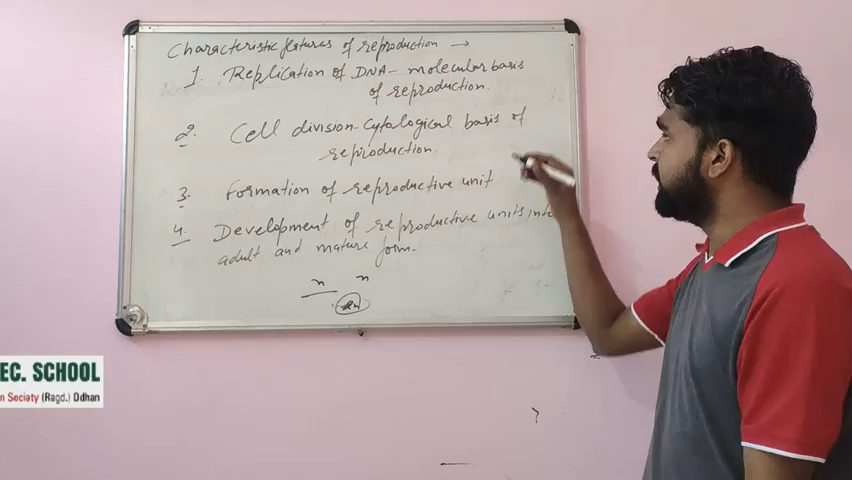 Characteristic features of reproduction →
1. Replication of DNA - molecular basis
of reproduction.
2. Cell division - Cytological basis of
reproduction.
3. Formation of reproductive unit
4. Development of reproductive units into
adult and mature form.
n n
2n
EC. SCHOOL
n Society (Regd.) Odhan